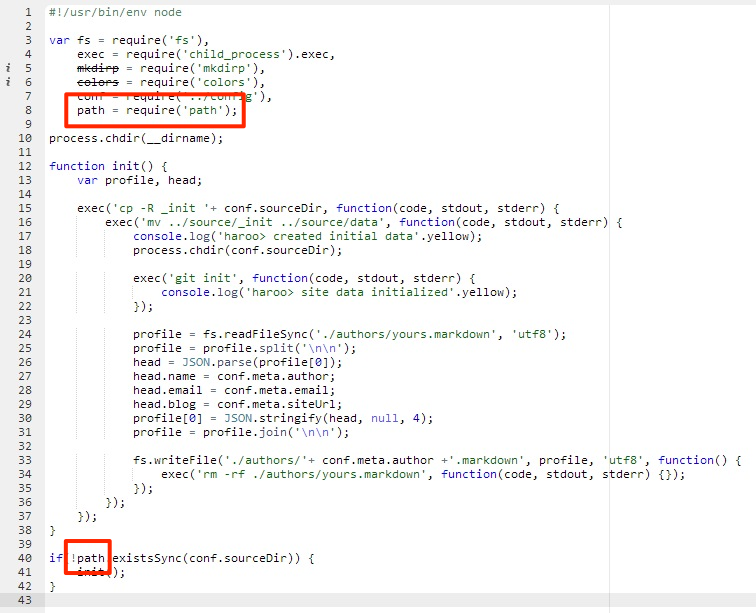 1 #!/usr/bin/env node
2
3 var fs = require('fs'),
4 exec = require('child_process').exec,
i 5 mkdirp = require('mkdirp'),
i 6 colors = require('colors'),
7 conf = require('../config'),
8 path = require('path');
9
10 process.chdir(__dirname);
11
12 function init() {
13 var profile, head;
14
15 exec('cp -R _init '+ conf.sourceDir, function(code, stdout, stderr) {
16 exec('mv ../source/_init ../source/data', function(code, stdout, stderr) {
17 console.log('haroo> created initial data'.yellow);
18 process.chdir(conf.sourceDir);
19
20 exec('git init', function(code, stdout, stderr) {
21 console.log('haroo> site data initialized'.yellow);
22 });
23
24 profile = fs.readFileSync('./authors/yours.markdown', 'utf8');
25 profile = profile.split('\n\n');
26 head = JSON.parse(profile[0]);
27 head.name = conf.meta.author;
28 head.email = conf.meta.email;
29 head.blog = conf.meta.siteUrl;
30 profile[0] = JSON.stringify(head, null, 4);
31 profile = profile.join('\n\n');
32
33 fs.writeFile('./authors/'+ conf.meta.author +'.markdown', profile, 'utf8', function() {
34 exec('rm -rf ./authors/yours.markdown', function(code, stdout, stderr) {});
35 });
36 });
37 });
38 }
39
40 if (!path.existsSync(conf.sourceDir)) {
41 init();
42 }
43